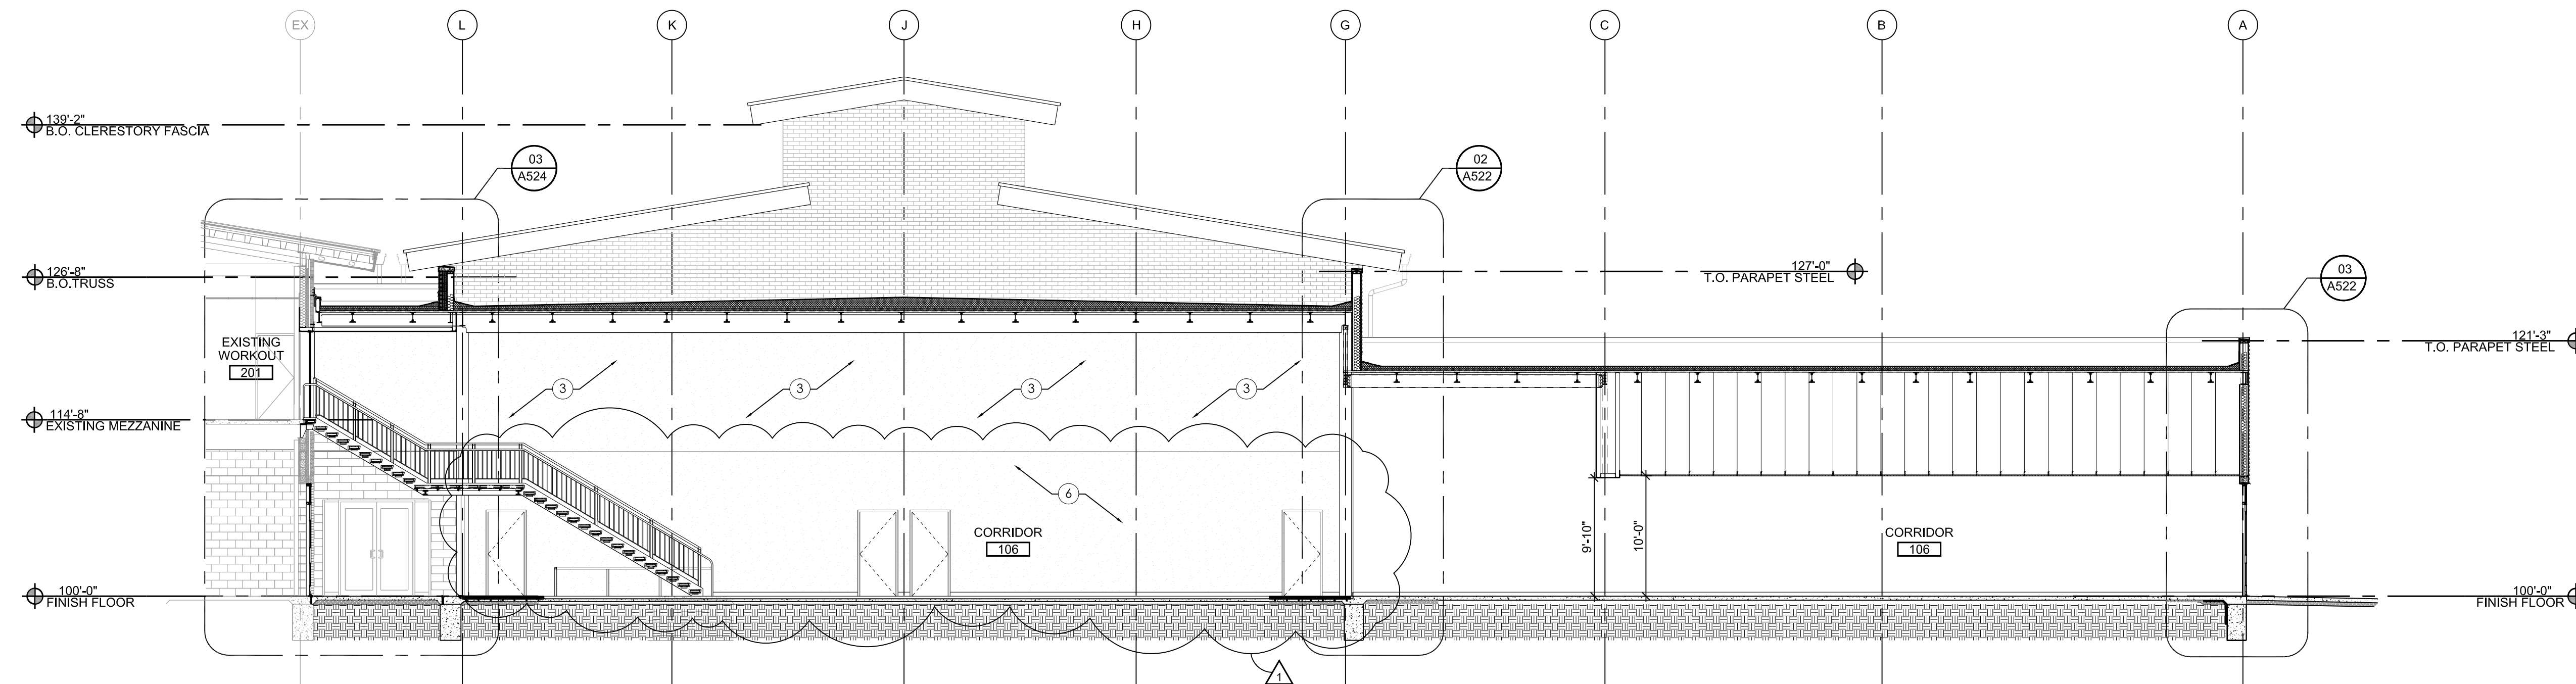 EX
L
K
J
H
G
C
B
A
139'-2"
B.O. CLERESTORY FASCIA
03
A524
02
A522
126'-8"
B.O.TRUSS
127'-0"
T.O. PARAPET STEEL
03
A522
121'-3"
T.O. PARAPET STEEL
EXISTING
WORKOUT
201
3
3
3
3
114'-8"
EXISTING MEZZANINE
6
CORRIDOR
106
9'-10"
10'-0"
CORRIDOR
106
100'-0"
FINISH FLOOR
100'-0"
FINISH FLOOR
1